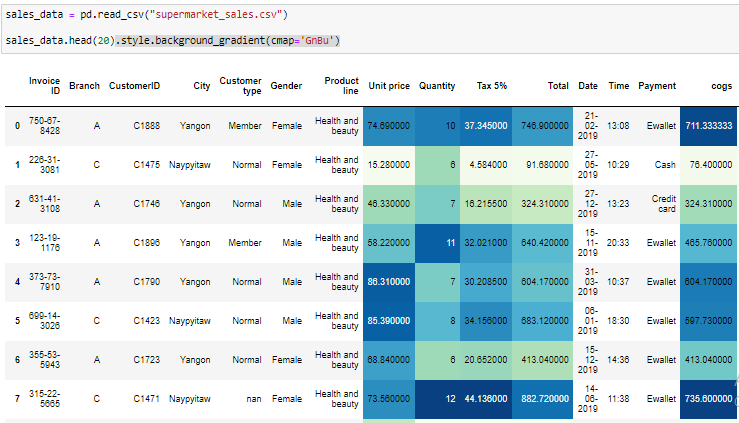 sales_data = pd.read_csv("supermarket_sales.csv")
sales_data.head(20).style.background_gradient(cmap='GnBu')
Invoice ID Branch CustomerID City Customer type Gender Product line Unit price Quantity Tax 5% Total Date Time Payment cogs
0 750-67-8428 A C1888 Yangon Member Female Health and beauty 74.690000 10 37.345000 746.900000 21-02-2019 13:08 Ewallet 711.333333
1 226-31-3081 C C1475 Naypyitaw Normal Female Health and beauty 15.280000 6 4.584000 91.680000 27-05-2019 10:29 Cash 76.400000
2 631-41-3108 A C1746 Yangon Normal Male Health and beauty 46.330000 7 16.215500 324.310000 27-12-2019 13:23 Credit card 324.310000
3 123-19-1176 A C1896 Yangon Member Male Health and beauty 58.220000 11 32.021000 640.420000 15-11-2019 20:33 Ewallet 465.760000
4 373-73-7910 A C1790 Yangon Normal Male Health and beauty 86.310000 7 30.208500 604.170000 31-03-2019 10:37 Ewallet 604.170000
5 699-14-3026 C C1423 Naypyitaw Normal Male Health and beauty 85.390000 8 34.156000 683.120000 06-01-2019 18:30 Ewallet 597.730000
6 355-53-5943 A C1723 Yangon Normal Female Health and beauty 68.840000 6 20.652000 413.040000 15-12-2019 14:36 Ewallet 413.040000
7 315-22-5665 C C1471 Naypyitaw nan Female Health and beauty 73.560000 12 44.136000 882.720000 14-06-2019 11:38 Ewallet 735.600000